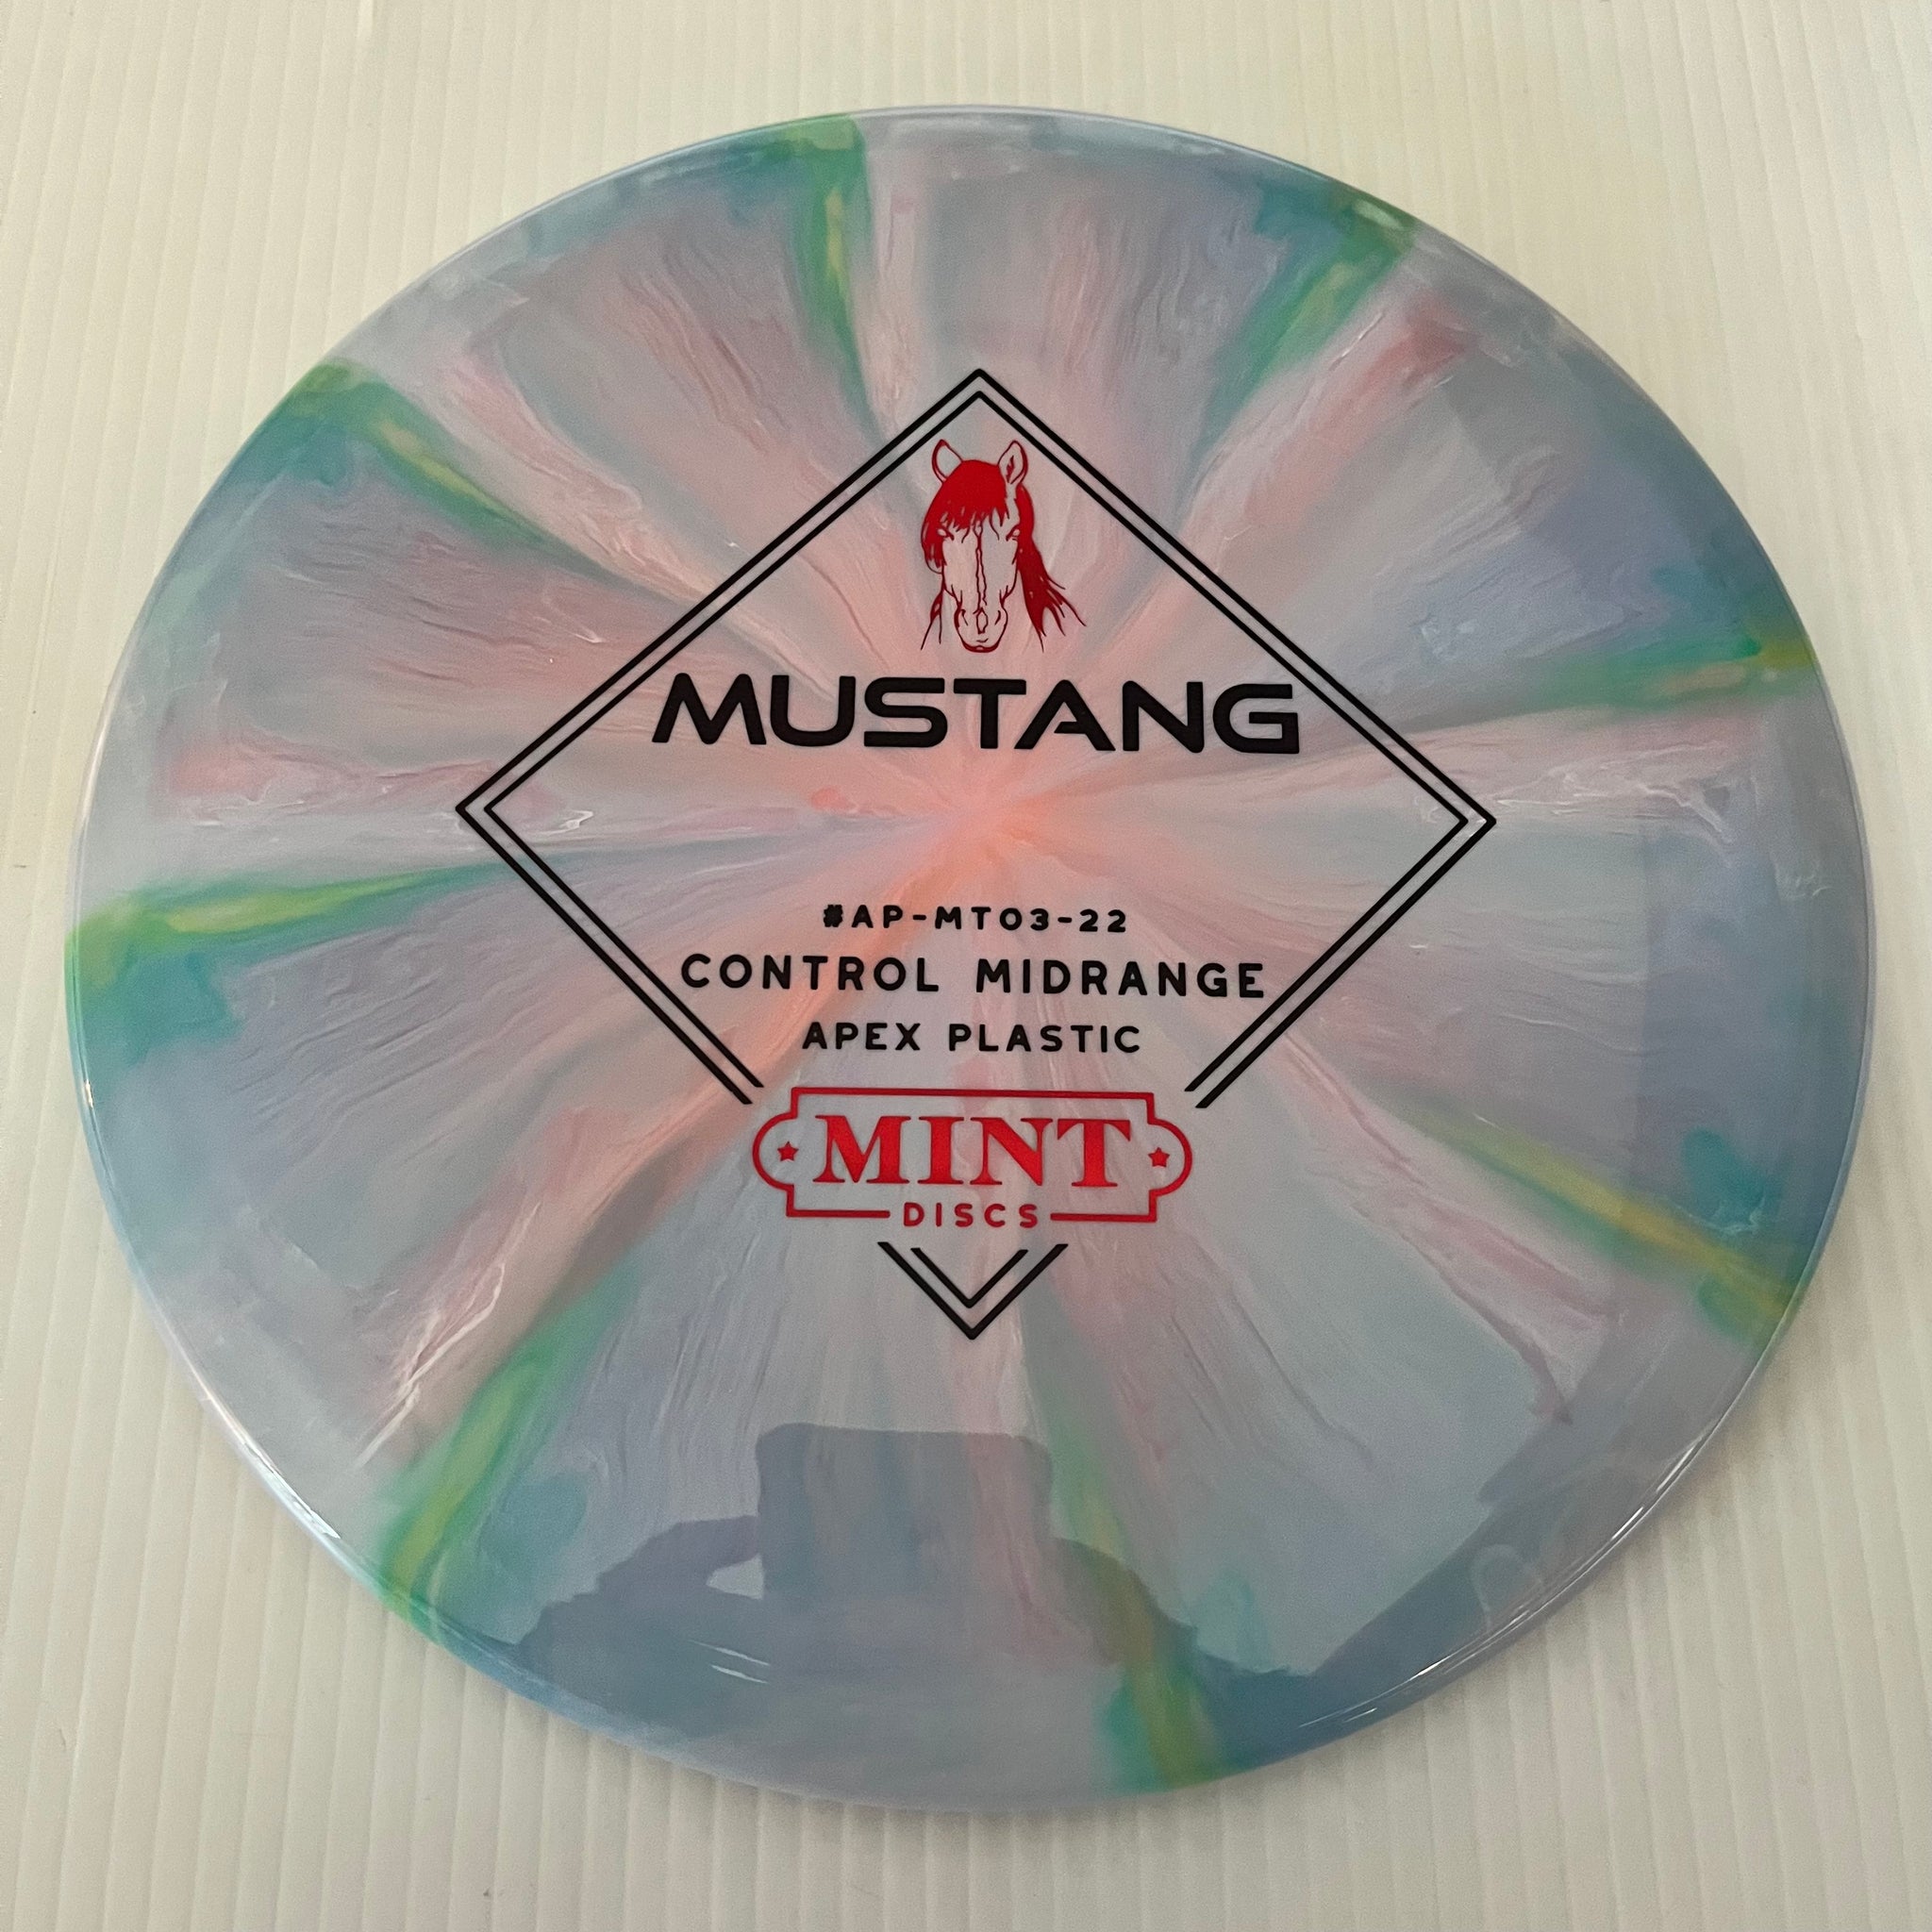 MUSTANG
#AP-MT03-22
CONTROL MIDRANGE
APEX PLASTIC
MINT
DISCS